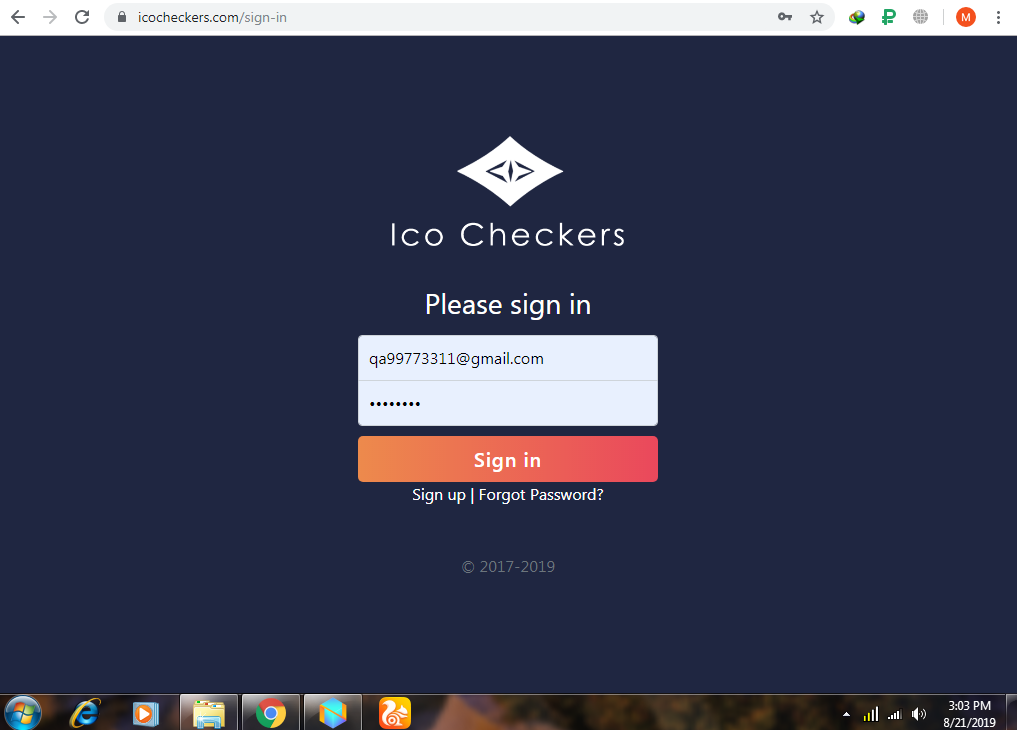 icocheckers.com/sign-in
M
Ico Checkers
Please sign in
qa99773311@gmail.com
••••••••
Sign in
Sign up | Forgot Password?
© 2017-2019
3:03 PM
8/21/2019